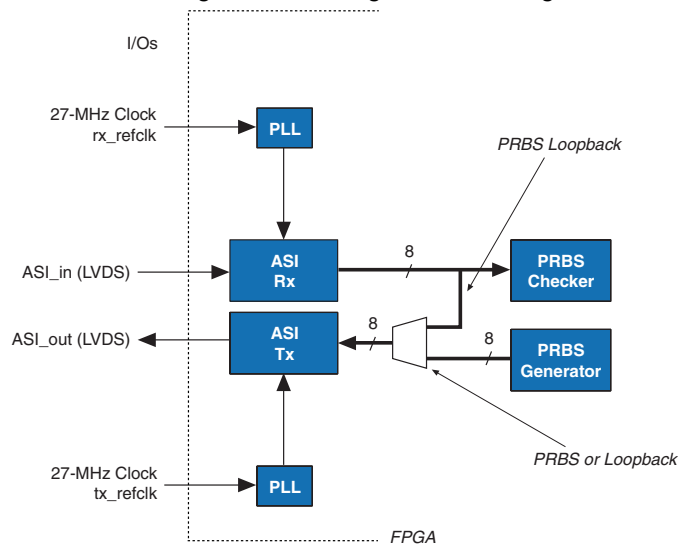 I/Os
27-MHz Clock
rx_refclk
PLL
PRBS Loopback
ASI_in (LVDS)
ASI
Rx
8
PRBS
Checker
ASI_out (LVDS)
ASI
Tx
8
8
PRBS
Generator
PRBS or Loopback
27-MHz Clock
tx_refclk
PLL
FPGA